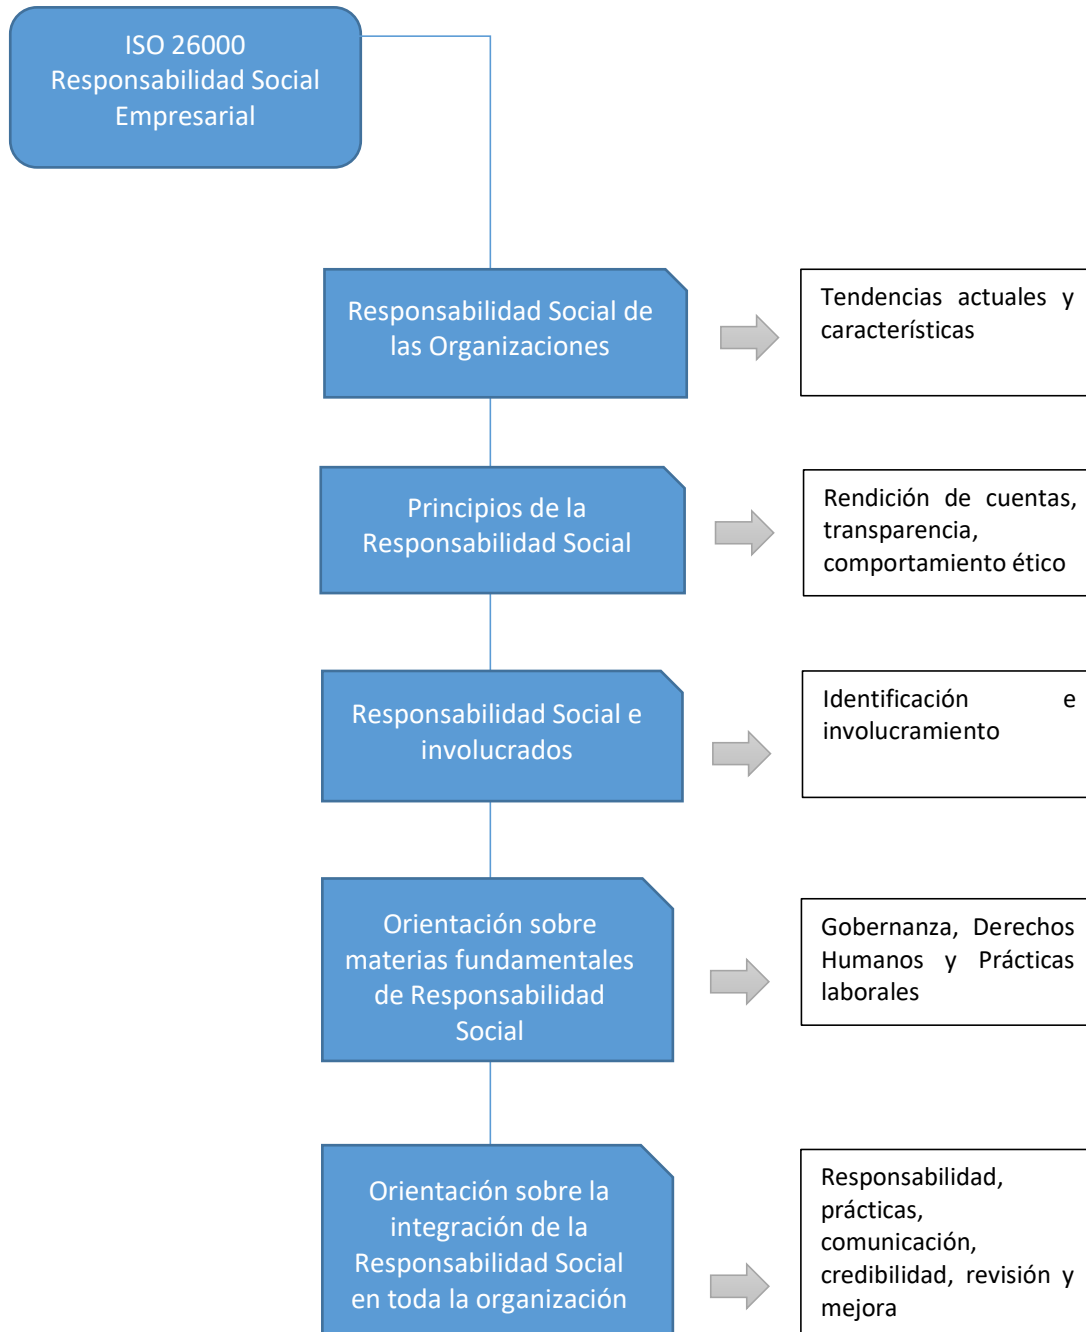 ISO 26000
Responsabilidad Social
Empresarial
Responsabilidad Social de
las Organizaciones
Tendencias actuales y
características
Principios de la
Responsabilidad Social
Rendición de cuentas,
transparencia,
comportamiento ético
Responsabilidad Social e
involucrados
Identificación e
involucramiento
Orientación sobre
materias fundamentales
de Responsabilidad
Social
Gobernanza, Derechos
Humanos y Prácticas
laborales
Orientación sobre la
integración de la
Responsabilidad Social
en toda la organización
Responsabilidad,
prácticas,
comunicación,
credibilidad, revisión y
mejora